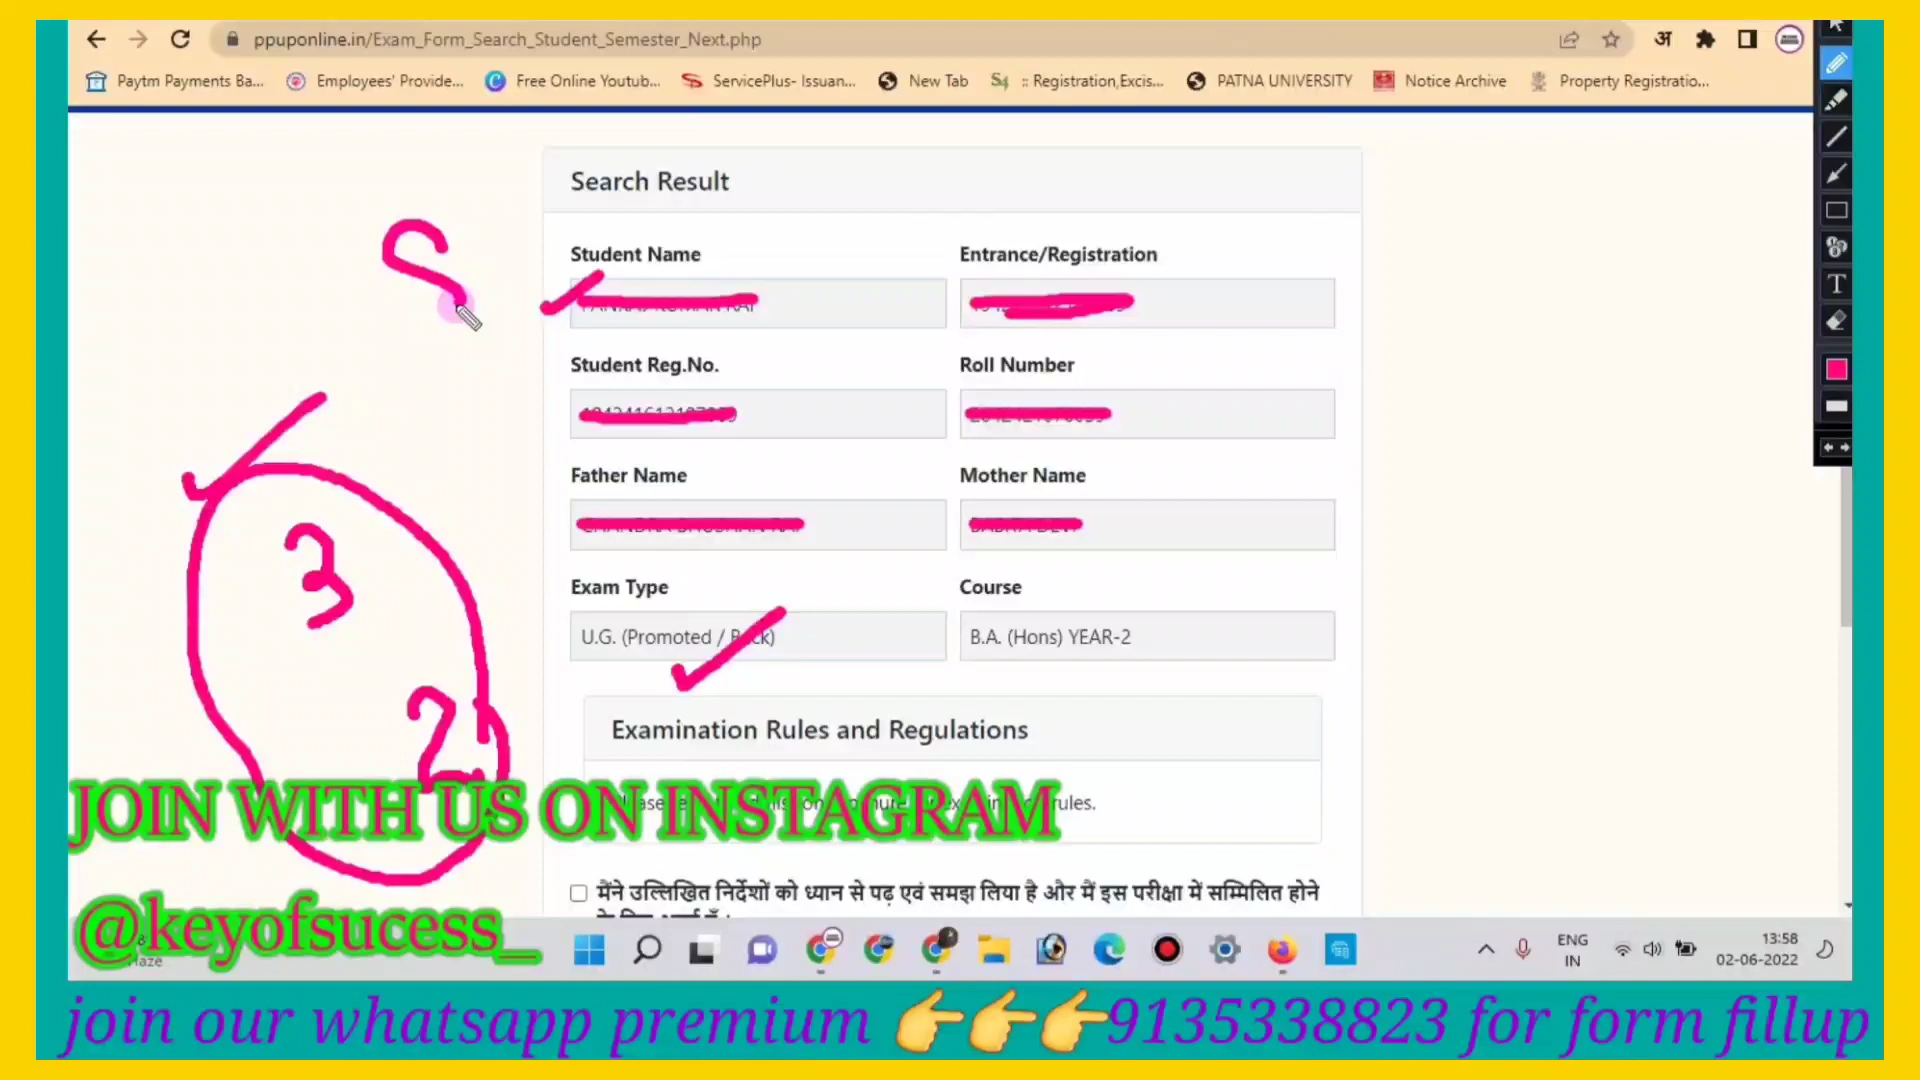 ppuponline.in/Exam_Form_Search_Student_Semester_Next.php
अ
Paytm Payments Ba... Employees' Provide... Free Online Youtub... ServicePlus- Issuan... New Tab :: Registration,Excis... PATNA UNIVERSITY Notice Archive Property Registratio...
Search Result
Student Name Entrance/Registration
Student Reg.No. Roll Number
Father Name Mother Name
Exam Type Course
U.G. (Promoted / Back) B.A. (Hons) YEAR-2
3
2
Examination Rules and Regulations
rules.
JOIN WITH US ON INSTAGRAM
मैंने उल्लिखित निर्देशों को ध्यान से पढ़ एवं समझ लिया है और मैं इस परीक्षा में सम्मिलित होने
@keyofsucess_
Haze
ENG
IN
13:58
02-06-2022
join our whatsapp premium 👉👉👉9135338823 for form fillup